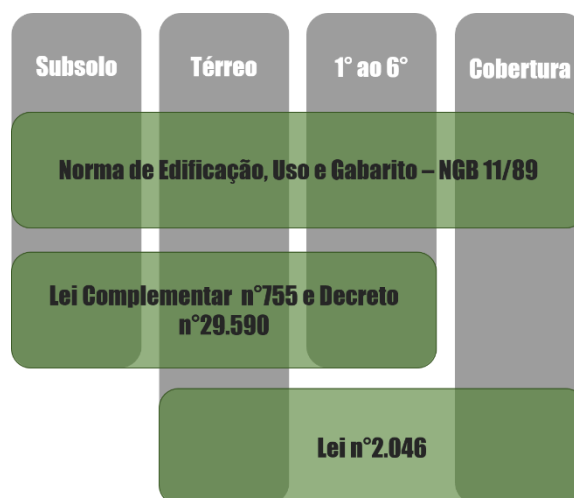 Subsolo
Térreo
1° ao 6°
Cobertura
Norma de Edificação, Uso e Gabarito – NGB 11/89
Lei Complementar n°755 e Decreto
n°29.590
Lei n°2.046